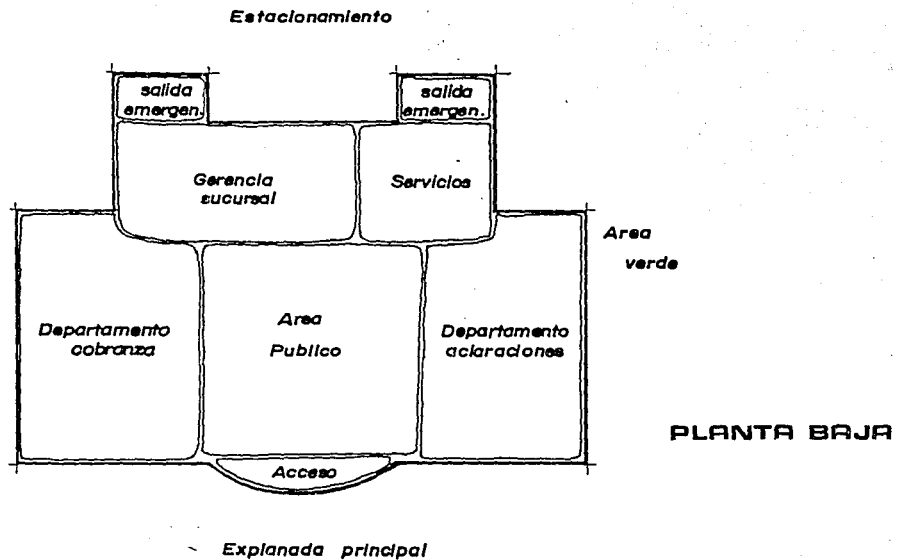 Estacionamiento
salida
emergen.
salida
emergen.
Gerencia
sucursal
Servicios
Area
verde
Departamento
cobranza
Area
Publico
Departamento
aclaraciones
PLANTA BAJA
Acceso
Explanada principal